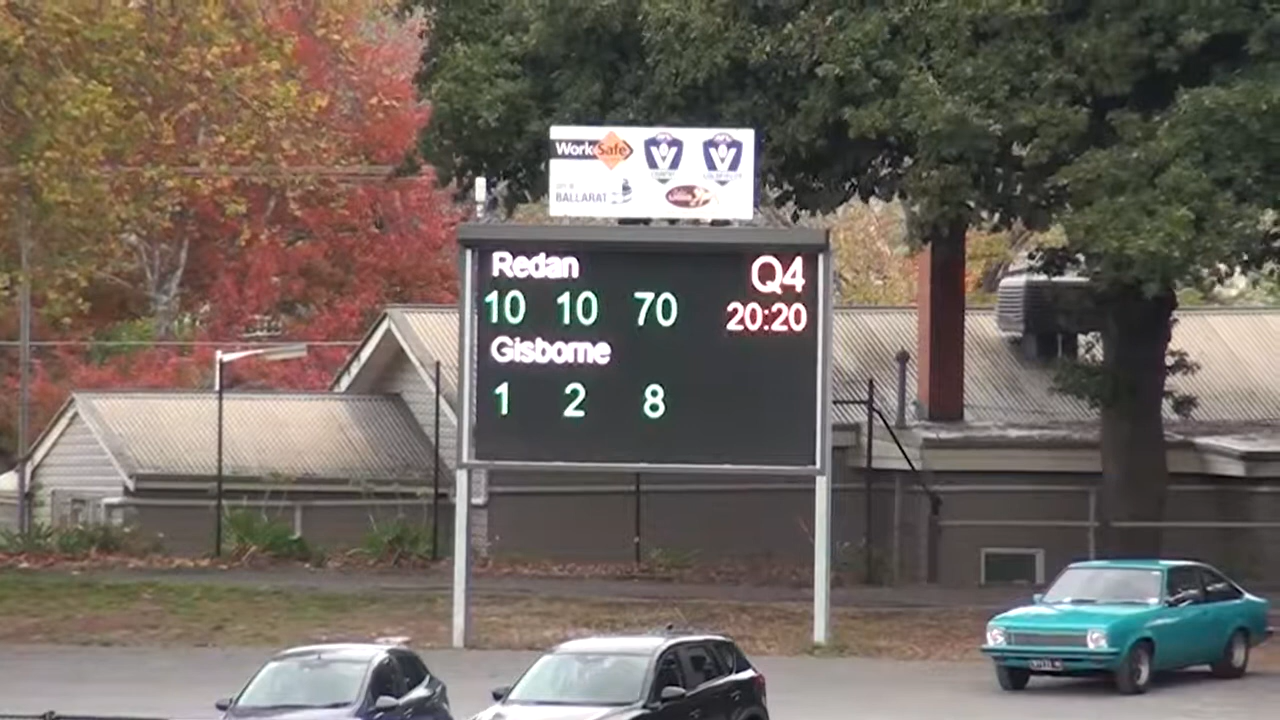 WorkSafe
BALLARAT
Redan
Q4
10 10 70
20:20
Gisborne
1 2 8